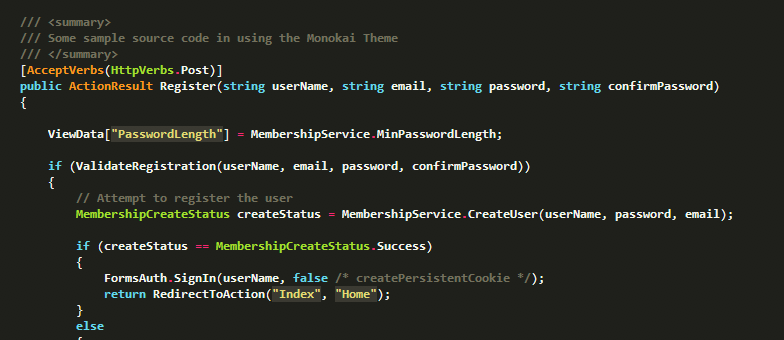 /// <summary>
/// Some sample source code in using the Monokai Theme
/// </summary>
[AcceptVerbs(HttpVerbs.Post)]
public ActionResult Register(string userName, string email, string password, string confirmPassword)
{
ViewData["PasswordLength"] = MembershipService.MinPasswordLength;
if (ValidateRegistration(userName, email, password, confirmPassword))
{
// Attempt to register the user
MembershipCreateStatus createStatus = MembershipService.CreateUser(userName, password, email);
if (createStatus == MembershipCreateStatus.Success)
{
FormsAuth.SignIn(userName, false /* createPersistentCookie */);
return RedirectToAction("Index", "Home");
}
else
{